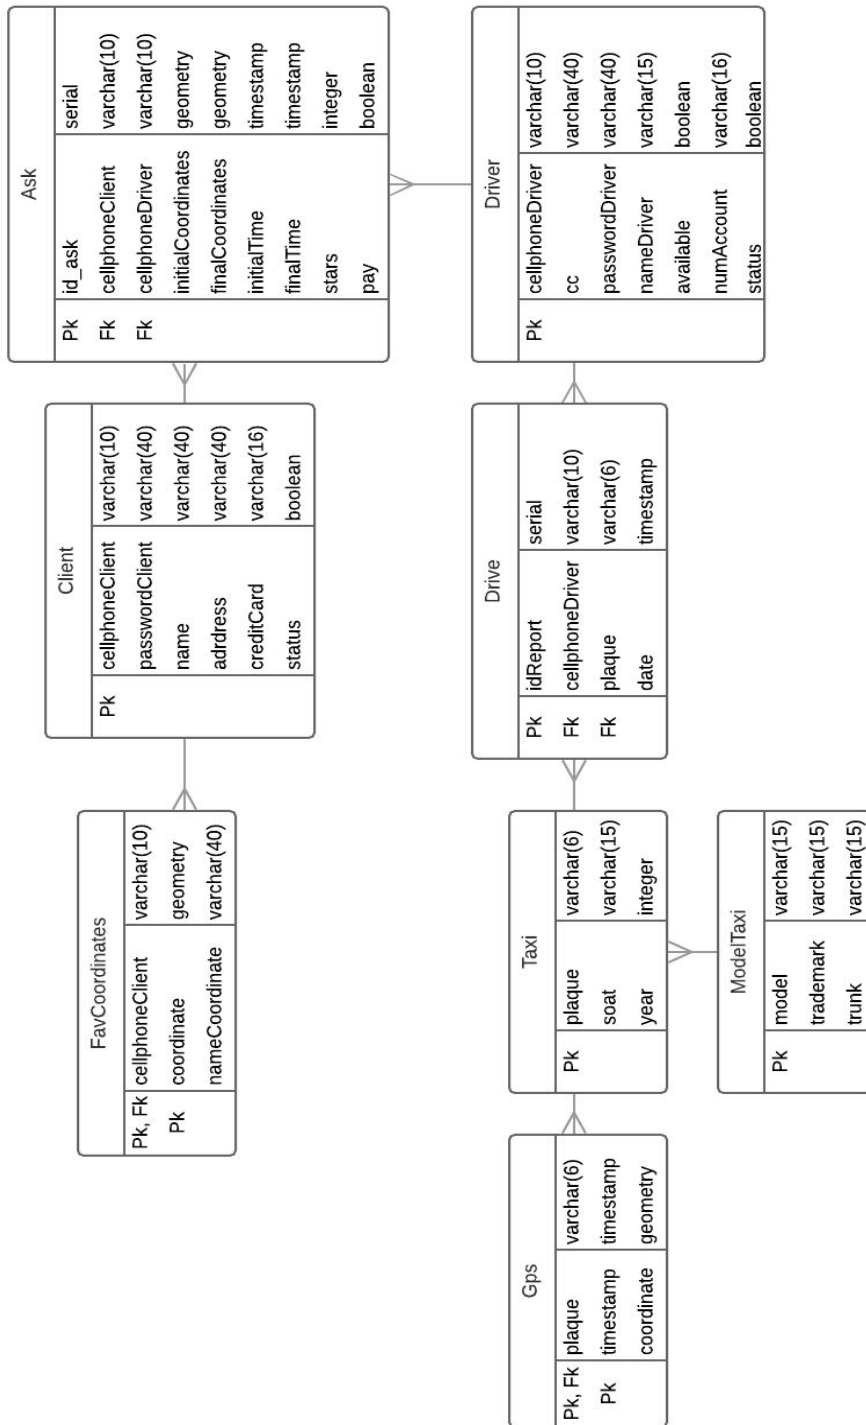 FavCoordinates
Pk, Fk cellphoneClient varchar(10)
Pk coordinate geometry
nameCoordinate varchar(40)
Client
Pk cellphoneClient varchar(10)
passwordClient varchar(40)
name varchar(40)
adrdress varchar(40)
creditCard varchar(16)
status boolean
Ask
Pk id_ask serial
Fk cellphoneClient varchar(10)
Fk cellphoneDriver varchar(10)
initialCoordinates geometry
finalCoordinates geometry
initialTime timestamp
finalTime timestamp
stars integer
pay boolean
Gps
Pk, Fk plaque varchar(6)
Pk timestamp timestamp
coordinate geometry
Taxi
Pk plaque varchar(6)
soat varchar(15)
year integer
Drive
Pk idReport serial
Fk cellphoneDriver varchar(10)
Fk plaque varchar(6)
date timestamp
Driver
Pk cellphoneDriver varchar(10)
cc varchar(40)
passwordDriver varchar(40)
nameDriver varchar(15)
available boolean
numAccount varchar(16)
status boolean
ModelTaxi
Pk model varchar(15)
trademark varchar(15)
trunk varchar(15)